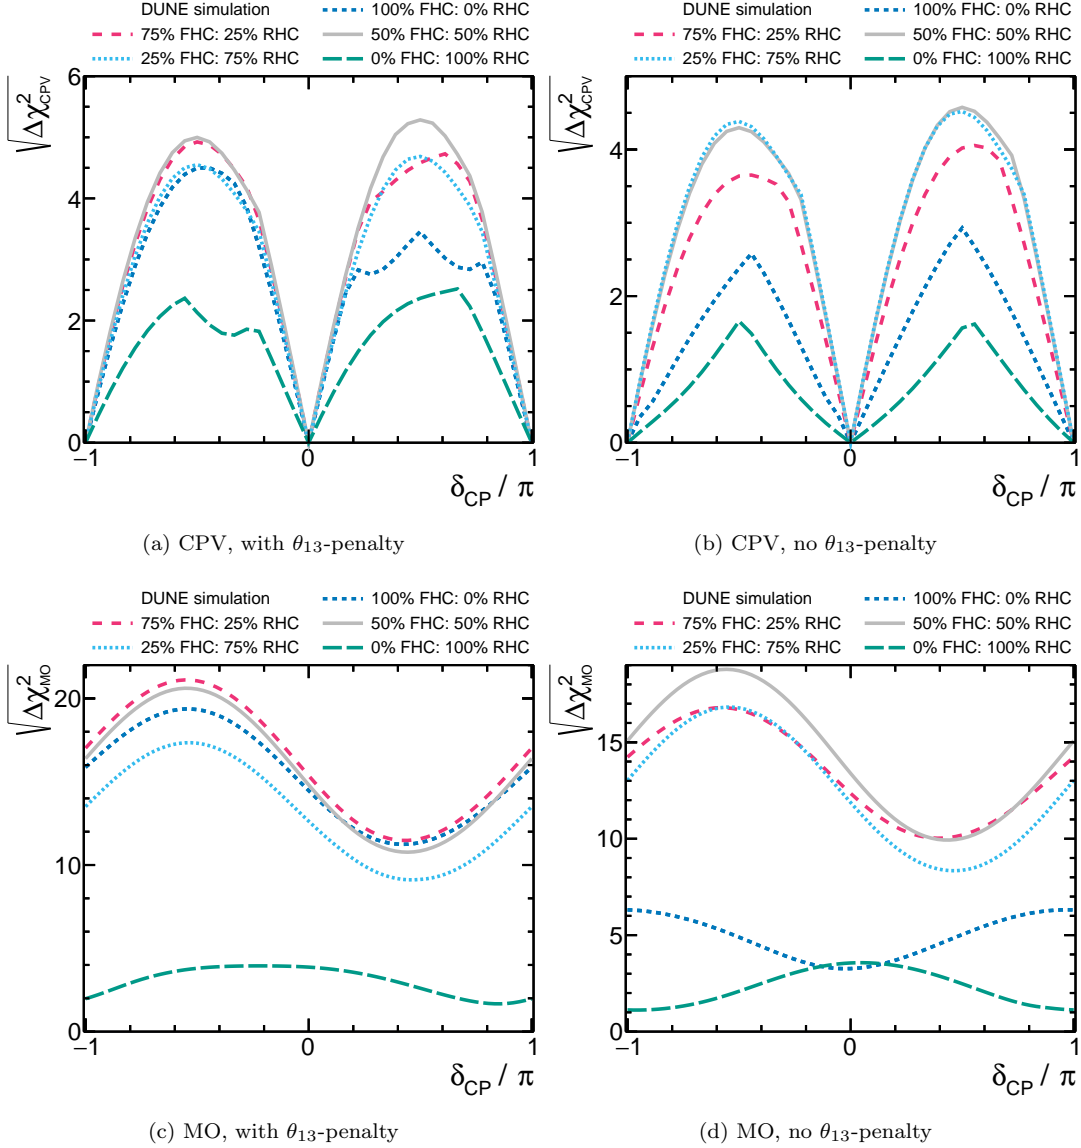 DUNE simulation 100% FHC: 0% RHC
75% FHC: 25% RHC 50% FHC: 50% RHC
25% FHC: 75% RHC 0% FHC: 100% RHC
√Δχ²CPV
6
4
2
0
−1 0 1
δCP / π
(a) CPV, with θ13-penalty
DUNE simulation 100% FHC: 0% RHC
75% FHC: 25% RHC 50% FHC: 50% RHC
25% FHC: 75% RHC 0% FHC: 100% RHC
√Δχ²CPV
4
2
0
−1 0 1
δCP / π
(b) CPV, no θ13-penalty
DUNE simulation 100% FHC: 0% RHC
75% FHC: 25% RHC 50% FHC: 50% RHC
25% FHC: 75% RHC 0% FHC: 100% RHC
√Δχ²MO
20
10
0
−1 0 1
δCP / π
(c) MO, with θ13-penalty
DUNE simulation 100% FHC: 0% RHC
75% FHC: 25% RHC 50% FHC: 50% RHC
25% FHC: 75% RHC 0% FHC: 100% RHC
√Δχ²MO
15
10
5
0
−1 0 1
δCP / π
(d) MO, no θ13-penalty